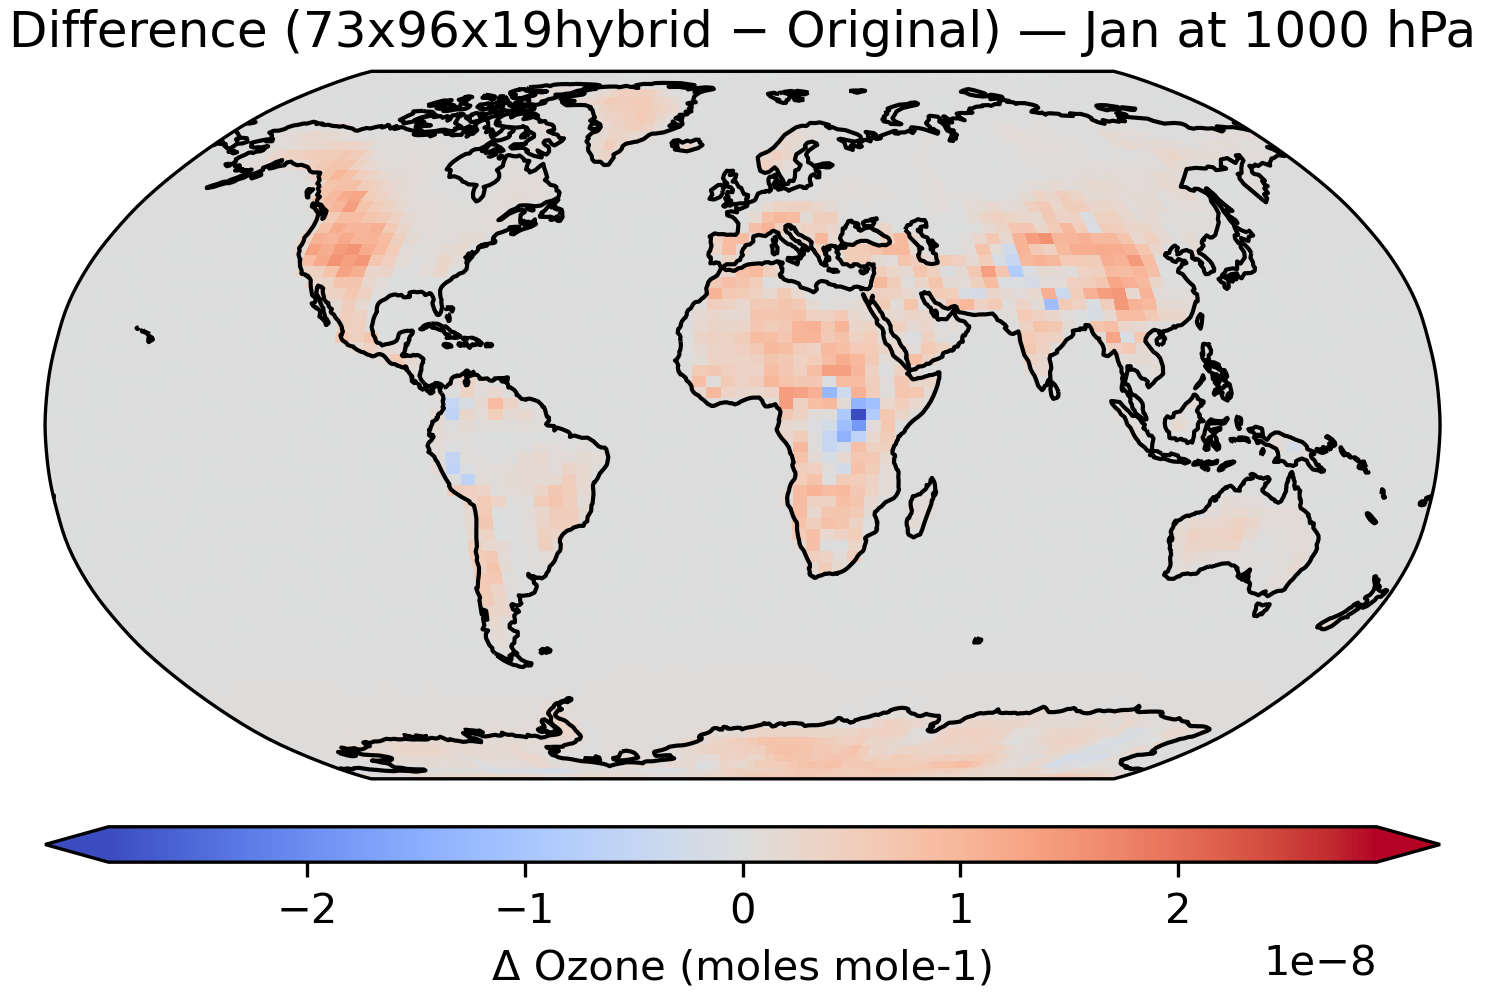 Difference (73x96x19hybrid − Original) — Jan at 1000 hPa
−2 −1 0 1 2
Δ Ozone (moles mole-1)
1e−8